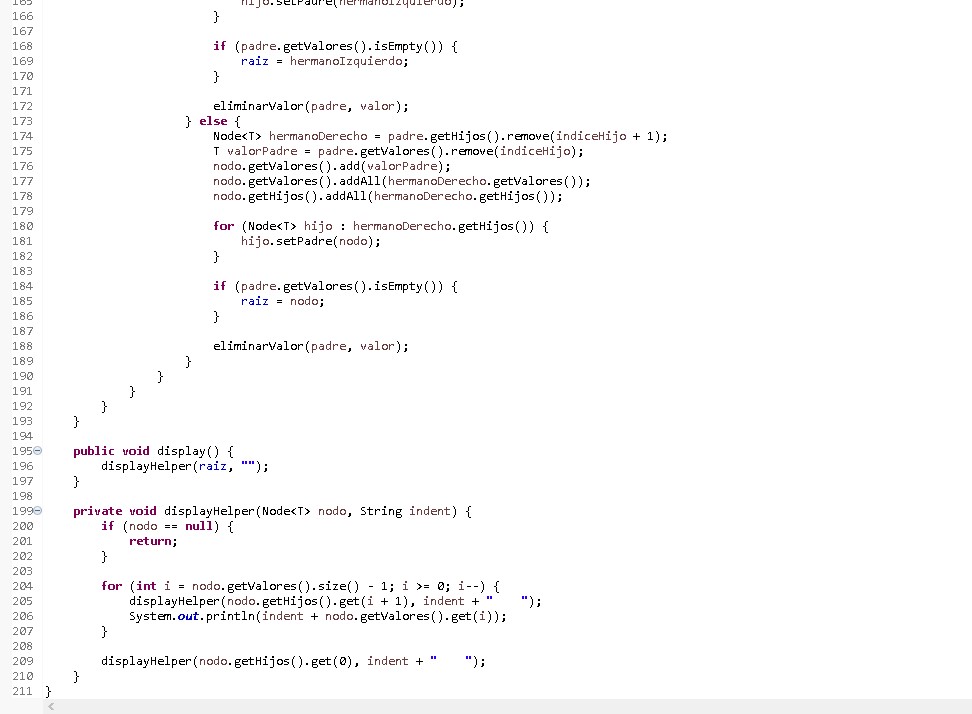 165 hijo.setPadre(hermanoIzquierdo);
166 }
167
168 if (padre.getValores().isEmpty()) {
169 raiz = hermanoIzquierdo;
170 }
171
172 eliminarValor(padre, valor);
173 } else {
174 Node<T> hermanoDerecho = padre.getHijos().remove(indiceHijo + 1);
175 T valorPadre = padre.getValores().remove(indiceHijo);
176 nodo.getValores().add(valorPadre);
177 nodo.getValores().addAll(hermanoDerecho.getValores());
178 nodo.getHijos().addAll(hermanoDerecho.getHijos());
179
180 for (Node<T> hijo : hermanoDerecho.getHijos()) {
181 hijo.setPadre(nodo);
182 }
183
184 if (padre.getValores().isEmpty()) {
185 raiz = nodo;
186 }
187
188 eliminarValor(padre, valor);
189 }
190 }
191 }
192 }
193 }
194
195 public void display() {
196 displayHelper(raiz, "");
197 }
198
199 private void displayHelper(Node<T> nodo, String indent) {
200 if (nodo == null) {
201 return;
202 }
203
204 for (int i = nodo.getValores().size() - 1; i >= 0; i--) {
205 displayHelper(nodo.getHijos().get(i + 1), indent + "    ");
206 System.out.println(indent + nodo.getValores().get(i));
207 }
208
209 displayHelper(nodo.getHijos().get(0), indent + "    ");
210 }
211 }